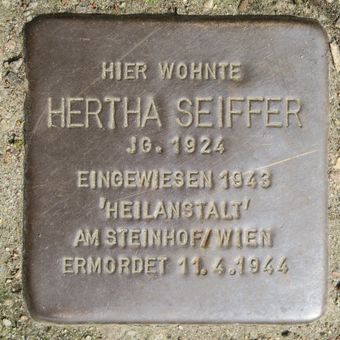 HIER WOHNTE
HERTHA SEIFFER
JG. 1924
EINGEWIESEN 1943
'HEILANSTALT'
AM STEINHOF/WIEN
ERMORDET 11.4.1944